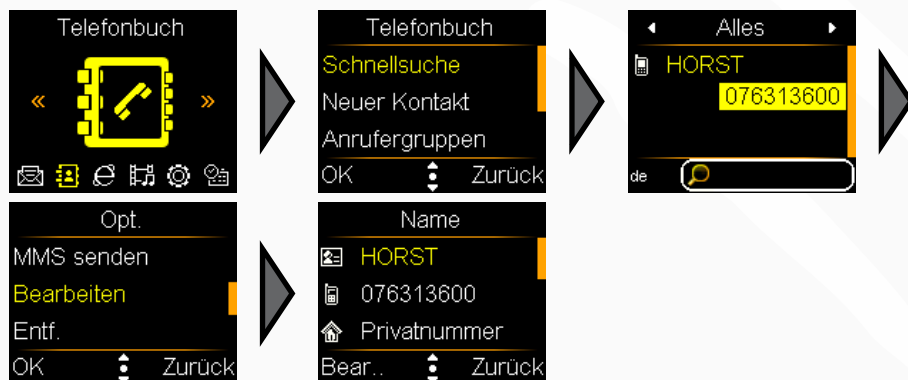 Telefonbuch
«
»
Telefonbuch
Schnellsuche
Neuer Kontakt
Anrufergruppen
OK Zurück
Alles
HORST
076313600
de
Opt.
MMS senden
Bearbeiten
Entf.
OK Zurück
Name
HORST
076313600
Privatnummer
Bear.. Zurück